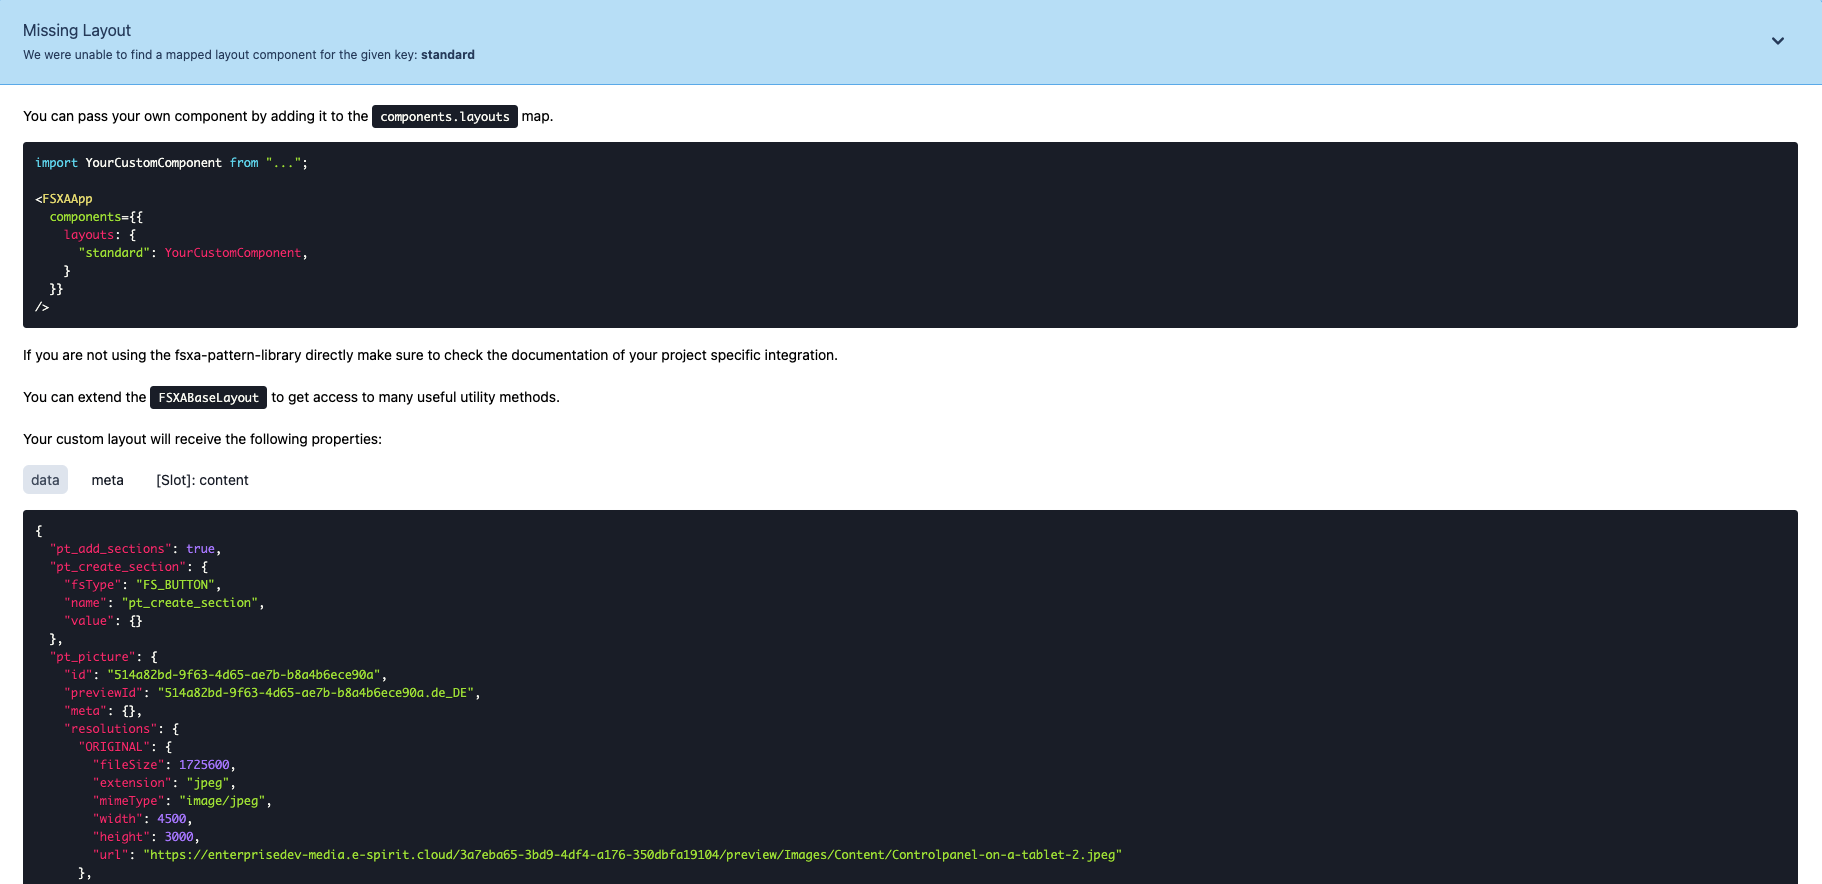 Missing Layout
We were unable to find a mapped layout component for the given key: standard
You can pass your own component by adding it to the components.layouts map.
import YourCustomComponent from "...";
<FSXAApp
  components={{
    layouts: {
      "standard": YourCustomComponent,
    }
  }}
/>
If you are not using the fsxa-pattern-library directly make sure to check the documentation of your project specific integration.
You can extend the FSXABaseLayout to get access to many useful utility methods.
Your custom layout will receive the following properties:
data meta [Slot]: content
{
  "pt_add_sections": true,
  "pt_create_section": {
    "fsType": "FS_BUTTON",
    "name": "pt_create_section",
    "value": {}
  },
  "pt_picture": {
    "id": "514a82bd-9f63-4d65-ae7b-b8a4b6ece90a",
    "previewId": "514a82bd-9f63-4d65-ae7b-b8a4b6ece90a.de_DE",
    "meta": {},
    "resolutions": {
      "ORIGINAL": {
        "fileSize": 1725600,
        "extension": "jpeg",
        "mimeType": "image/jpeg",
        "width": 4500,
        "height": 3000,
        "url": "https://enterprisedev-media.e-spirit.cloud/3a7eba65-3bd9-4df4-a176-350dbfa19104/preview/Images/Content/Controlpanel-on-a-tablet-2.jpeg"
      },